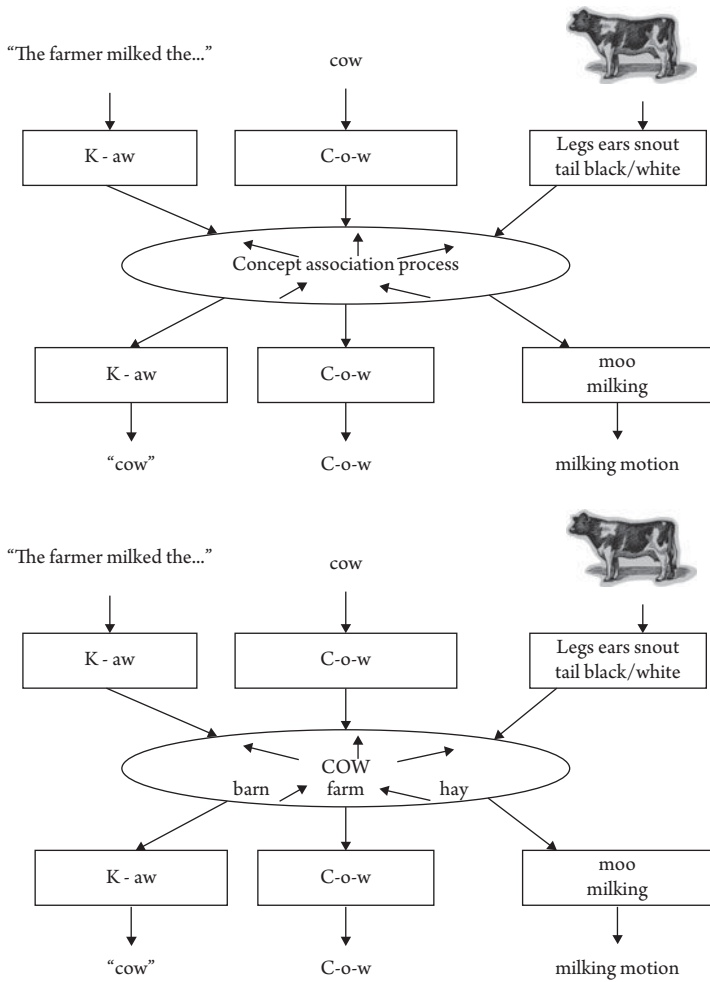 “The farmer milked the...”
cow
K - aw
C-o-w
Legs ears snout
tail black/white
Concept association process
K - aw
C-o-w
moo
milking
“cow”
C-o-w
milking motion
“The farmer milked the...”
cow
K - aw
C-o-w
Legs ears snout
tail black/white
COW
barn farm hay
K - aw
C-o-w
moo
milking
“cow”
C-o-w
milking motion